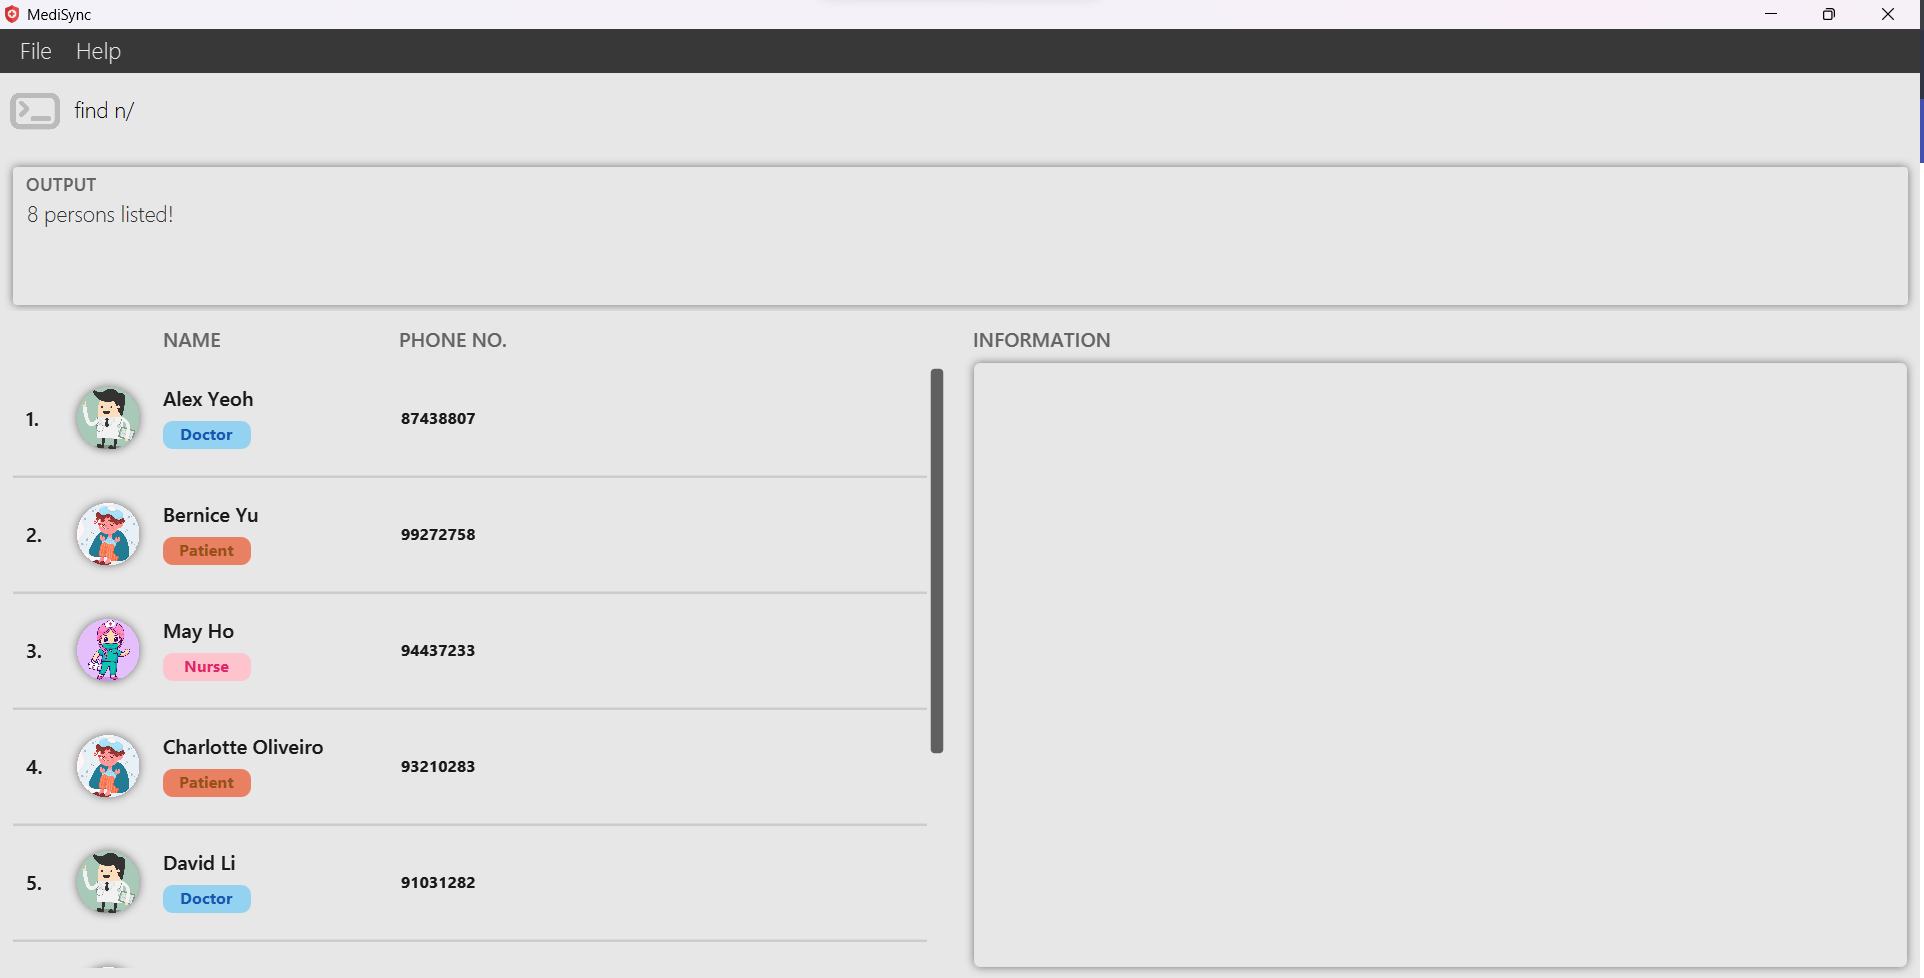 MediSync
File Help
find n/
OUTPUT
8 persons listed!
NAME PHONE NO. INFORMATION
1. Alex Yeoh 87438807
Doctor
2. Bernice Yu 99272758
Patient
3. May Ho 94437233
Nurse
4. Charlotte Oliveiro 93210283
Patient
5. David Li 91031282
Doctor